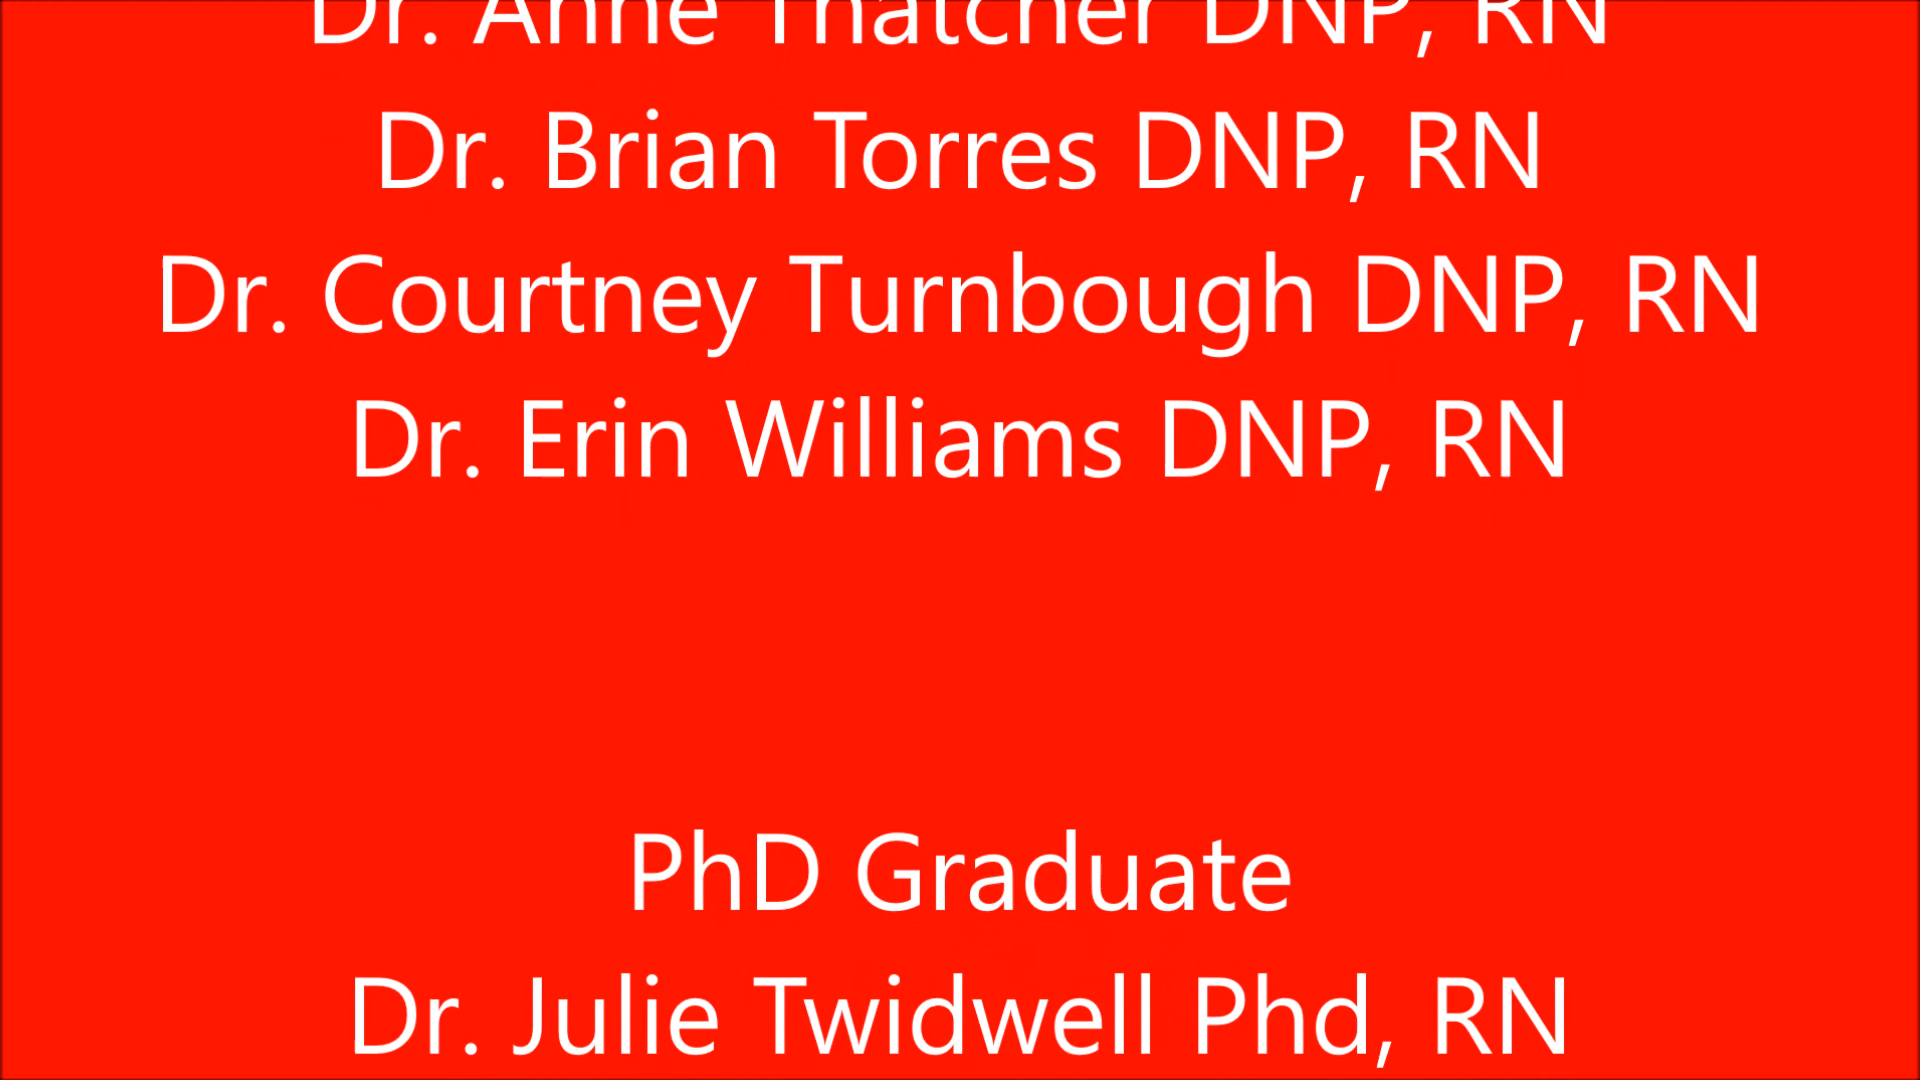 Dr. Anne Thatcher DNP, RN
Dr. Brian Torres DNP, RN
Dr. Courtney Turnbough DNP, RN
Dr. Erin Williams DNP, RN
PhD Graduate
Dr. Julie Twidwell Phd, RN